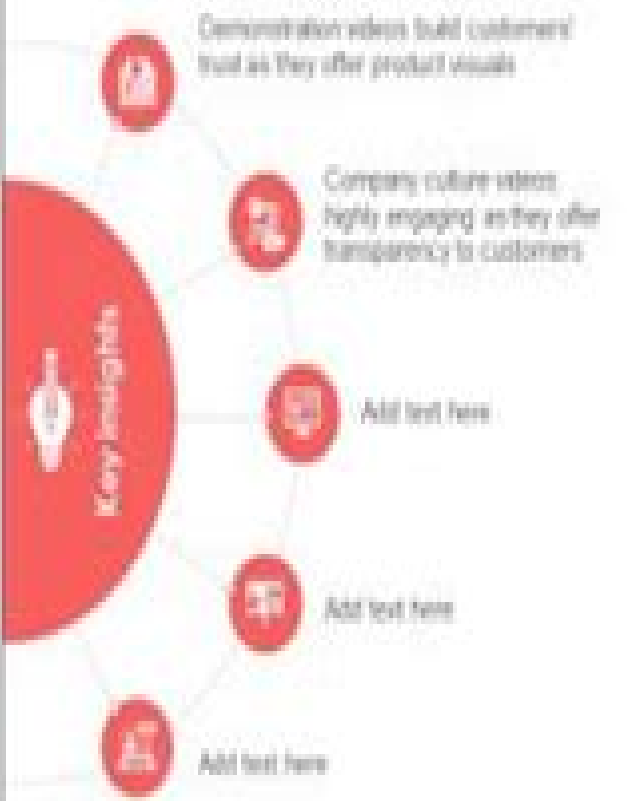 Demonstration videos build customers'
trust as they offer product visuals
Company culture videos
highly engaging as they offer
transparency to customers
Key insights
Add text here
Add text here
Add text here